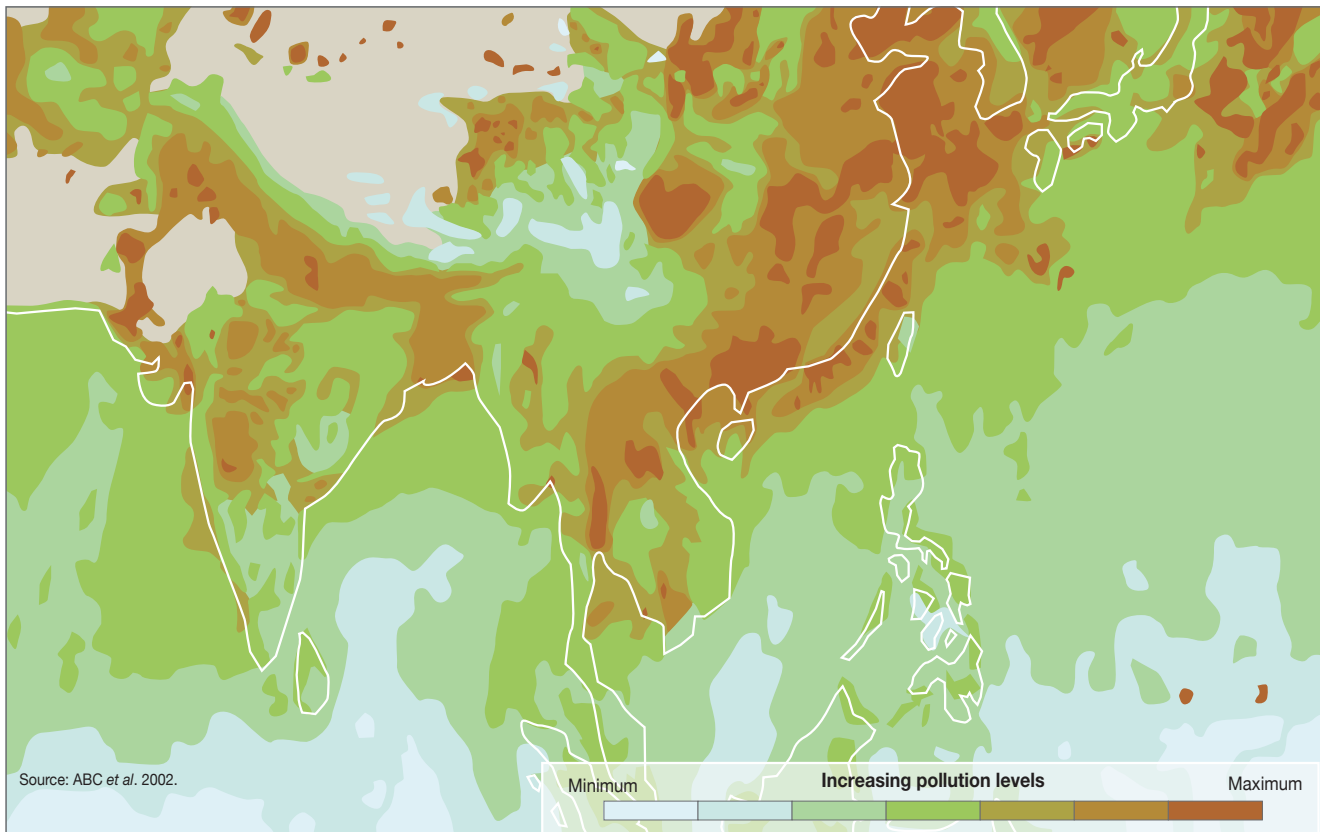 Source: ABC et al. 2002.
Minimum Increasing pollution levels Maximum